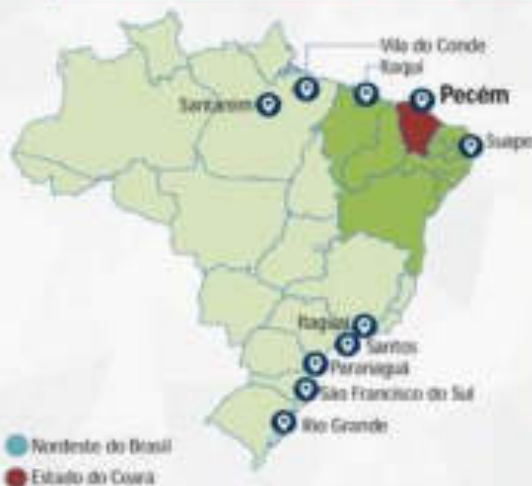 Vila do Conde
Itaqui
Pecém
Santarém
Suape
Itaguaí
Santos
Paranaguá
São Francisco do Sul
Rio Grande
Nordeste do Brasil
Estado do Ceará